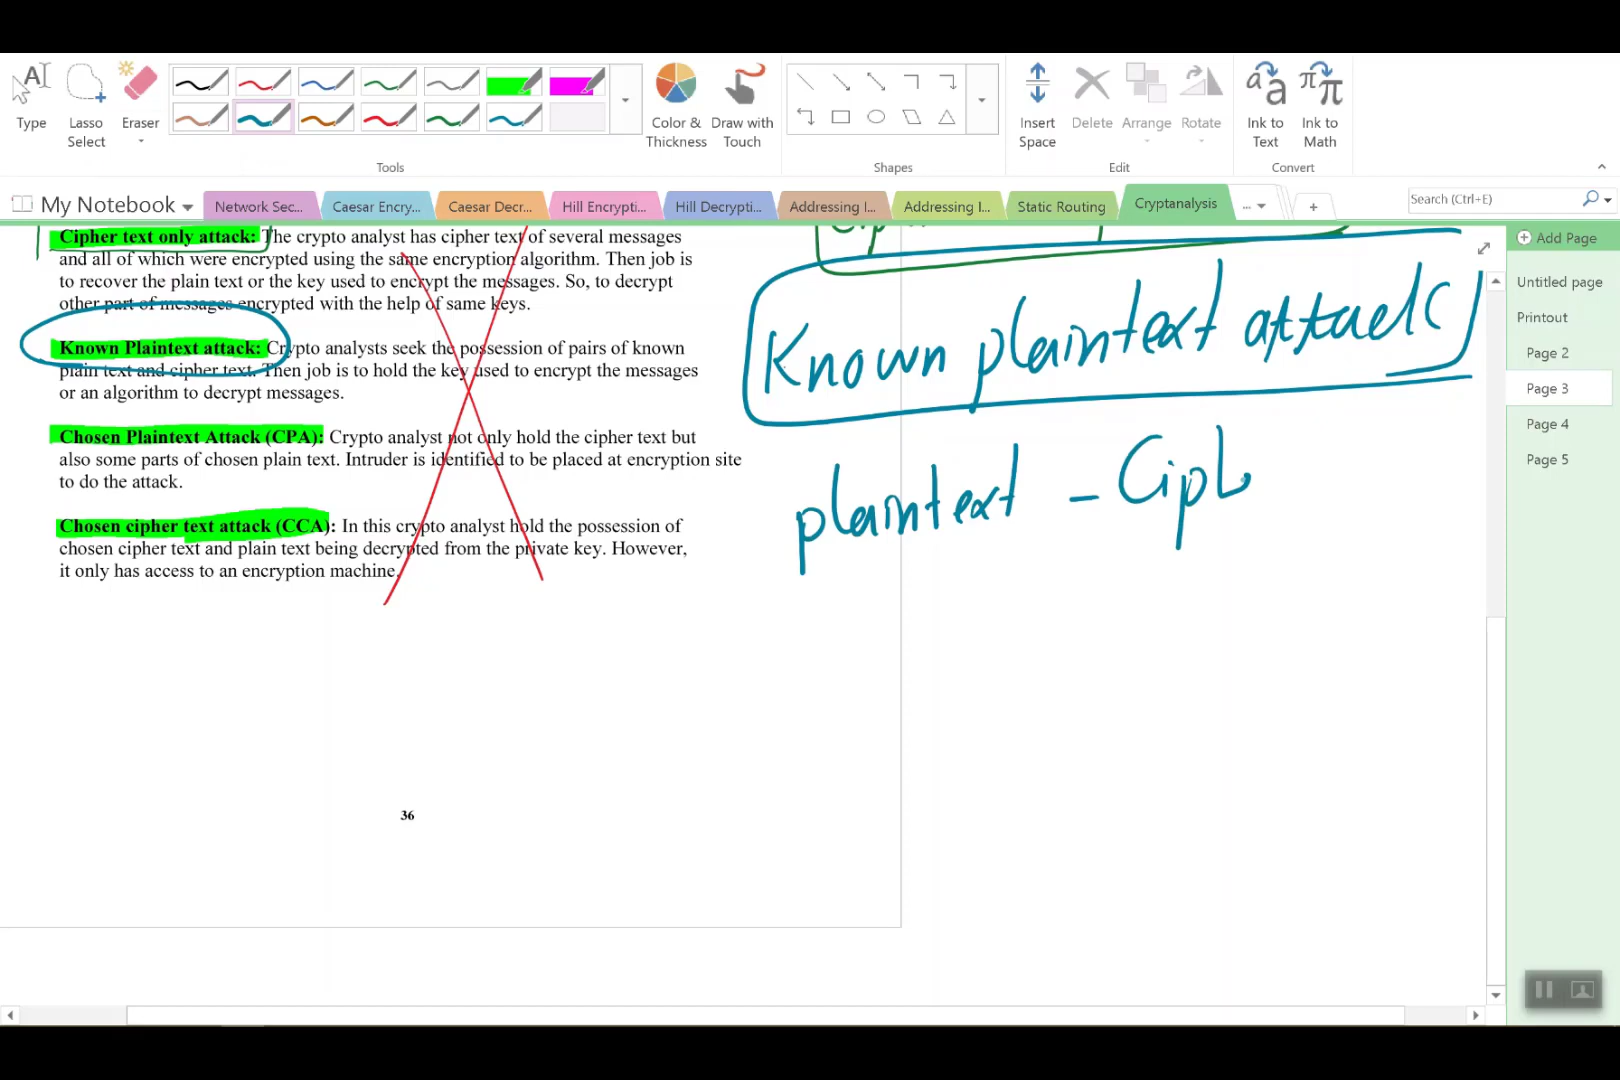 Type
Lasso Select
Eraser
Color & Thickness
Draw with Touch
Insert Space
Delete
Arrange
Rotate
Ink to Text
Ink to Math
Tools
Shapes
Edit
Convert
My Notebook
Network Sec...
Caesar Encry...
Caesar Decr...
Hill Encrypti...
Hill Decrypti...
Addressing I...
Addressing I...
Static Routing
Cryptanalysis
...
Search (Ctrl+E)
Cipher text only attack: The crypto analyst has cipher text of several messages
and all of which were encrypted using the same encryption algorithm. Then job is
to recover the plain text or the key used to encrypt the messages. So, to decrypt
other part of messages encrypted with the help of same keys.
Known Plaintext attack: Crypto analysts seek the possession of pairs of known
plain text and cipher text. Then job is to hold the key used to encrypt the messages
or an algorithm to decrypt messages.
Chosen Plaintext Attack (CPA): Crypto analyst not only hold the cipher text but
also some parts of chosen plain text. Intruder is identified to be placed at encryption site
to do the attack.
Chosen cipher text attack (CCA): In this crypto analyst hold the possession of
chosen cipher text and plain text being decrypted from the private key. However,
it only has access to an encryption machine.
36
Known plaintext attack
plaintext - Ciph
Add Page
Untitled page
Printout
Page 2
Page 3
Page 4
Page 5